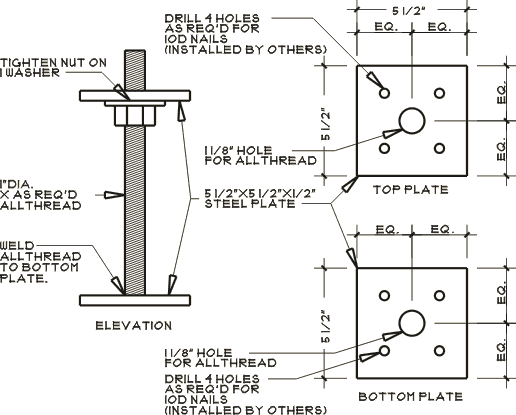 DRILL 4 HOLES
AS REQ'D FOR
10D NAILS
(INSTALLED BY OTHERS)
5 1/2"
EQ. EQ.
TIGHTEN NUT ON
1 WASHER
5 1/2"
EQ.
EQ.
1 1/8" HOLE
FOR ALLTHREAD
TOP PLATE
1" DIA.
X AS REQ'D
ALLTHREAD
5 1/2"X5 1/2"X1/2"
STEEL PLATE
EQ. EQ.
WELD
ALLTHREAD
TO BOTTOM
PLATE.
5 1/2"
EQ.
EQ.
ELEVATION
1 1/8" HOLE
FOR ALLTHREAD
DRILL 4 HOLES
AS REQ'D FOR
10D NAILS
(INSTALLED BY OTHERS)
BOTTOM PLATE